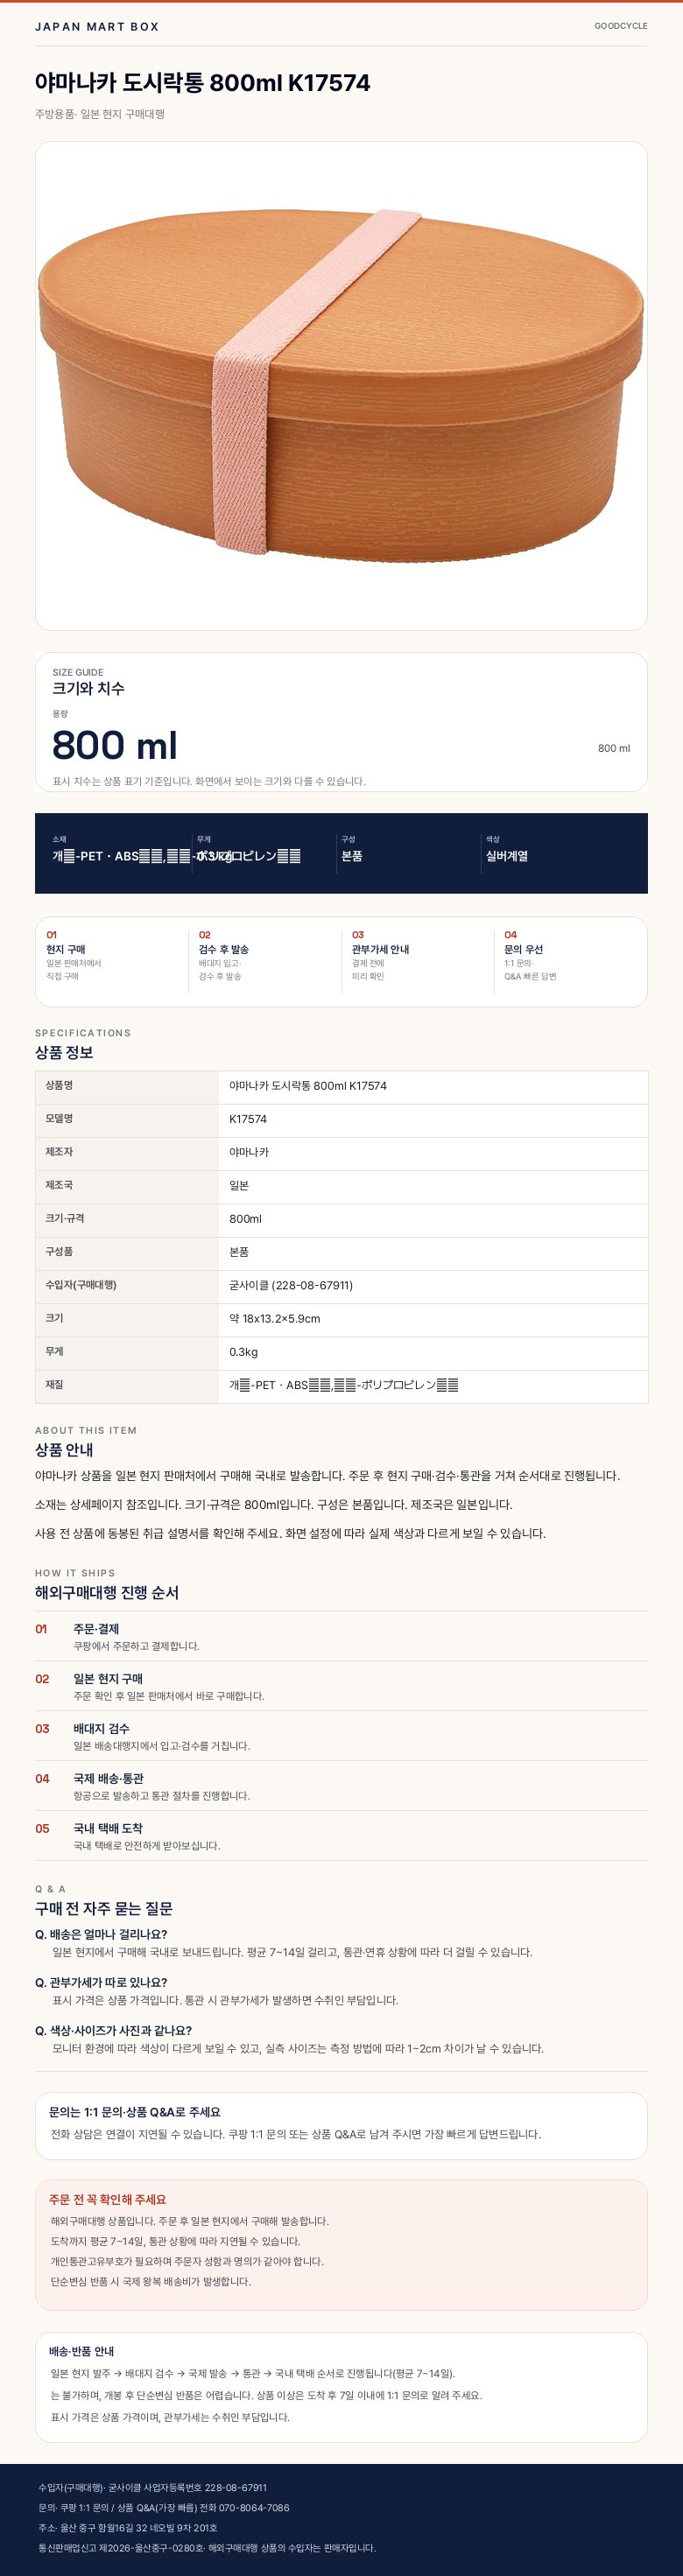 JAPAN MART BOX
GOODCYCLE
야마나카 도시락통 800ml K17574
주방용품· 일본 현지 구매대행
SIZE GUIDE
크기와 치수
용량
800 ml
800 ml
표시 치수는 상품 표기 기준입니다. 화면에서 보이는 크기와 다를 수 있습니다.
소재
무게
구성
색상
개 -PET・ABS
본품
실버계열
01
02
03
04
현지 구매
검수 후 발송
관부가세 안내
문의 우선
일본 판매처에서
배대지 입고·
결제 전에
1:1 문의·
직접 구매
검수 후 발송
미리 확인
Q&A 빠른 답변
SPECIFICATIONS
상품 정보
상품명 야마나카 도시락통 800ml K17574
모델명 K17574
제조자 야마나카
제조국 일본
크기·규격 800ml
구성품 본품
수입자(구매대행) 굳사이클 (228-08-67911)
크기 약 18x13.2×5.9cm
무게 0.3kg
재질 개 -PET・ABS , -ポリプロピレン
ABOUT THIS ITEM
상품 안내
야마나카 상품을 일본 현지 판매처에서 구매해 국내로 발송합니다. 주문 후 현지 구매·검수·통관을 거쳐 순서대로 진행됩니다.
소재는 상세페이지 참조입니다. 크기·규격은 800ml입니다. 구성은 본품입니다. 제조국은 일본입니다.
사용 전 상품에 동봉된 취급 설명서를 확인해 주세요. 화면 설정에 따라 실제 색상과 다르게 보일 수 있습니다.
HOW IT SHIPS
해외구매대행 진행 순서
01 주문·결제
쿠팡에서 주문하고 결제합니다.
02 일본 현지 구매
주문 확인 후 일본 판매처에서 바로 구매합니다.
03 배대지 검수
일본 배송대행지에서 입고·검수를 거칩니다.
04 국제 배송·통관
항공으로 발송하고 통관 절차를 진행합니다.
05 국내 택배 도착
국내 택배로 안전하게 받아보십니다.
Q & A
구매 전 자주 묻는 질문
Q. 배송은 얼마나 걸리나요?
일본 현지에서 구매해 국내로 보내드립니다. 평균 7~14일 걸리고, 통관·연휴 상황에 따라 더 걸릴 수 있습니다.
Q. 관부가세가 따로 있나요?
표시 가격은 상품 가격입니다. 통관 시 관부가세가 발생하면 수취인 부담입니다.
Q. 색상·사이즈가 사진과 같나요?
모니터 환경에 따라 색상이 다르게 보일 수 있고, 실측 사이즈는 측정 방법에 따라 1~2cm 차이가 날 수 있습니다.
문의는 1:1 문의·상품 Q&A로 주세요
전화 상담은 연결이 지연될 수 있습니다. 쿠팡 1:1 문의 또는 상품 Q&A로 남겨 주시면 가장 빠르게 답변드립니다.
주문 전 꼭 확인해 주세요
해외구매대행 상품입니다. 주문 후 일본 현지에서 구매해 발송합니다.
도착까지 평균 7~14일, 통관 상황에 따라 지연될 수 있습니다.
개인통관고유부호가 필요하며 주문자 성함과 명의가 같아야 합니다.
단순변심 반품 시 국제 왕복 배송비가 발생합니다.
배송·반품 안내
일본 현지 발주 → 배대지 검수 → 국제 발송 → 통관 → 국내 택배 순서로 진행됩니다(평균 7~14일).
는 불가하며, 개봉 후 단순변심 반품은 어렵습니다. 상품 이상은 도착 후 7일 이내에 1:1 문의로 알려 주세요.
표시 가격은 상품 가격이며, 관부가세는 수취인 부담입니다.
수입자(구매대행)· 굳사이클 사업자등록번호 228-08-67911
문의· 쿠팡 1:1 문의 / 상품 Q&A(가장 빠름) 전화 070-8064-7086
주소· 울산 중구 함월16길 32 네오빌 9차 201호
통신판매업신고 제2026-울산중구-0280호· 해외구매대행 상품의 수입자는 판매자입니다.